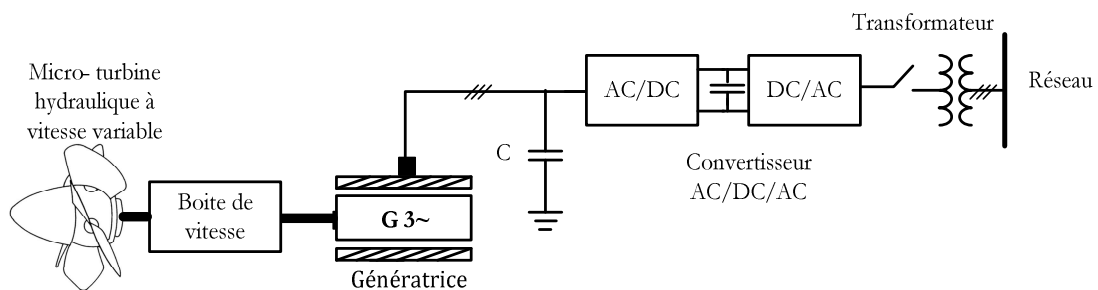 Transformateur
Micro- turbine
hydraulique à
vitesse variable
AC/DC
DC/AC
Réseau
C
Convertisseur
AC/DC/AC
Boite de
vitesse
G 3~
Génératrice